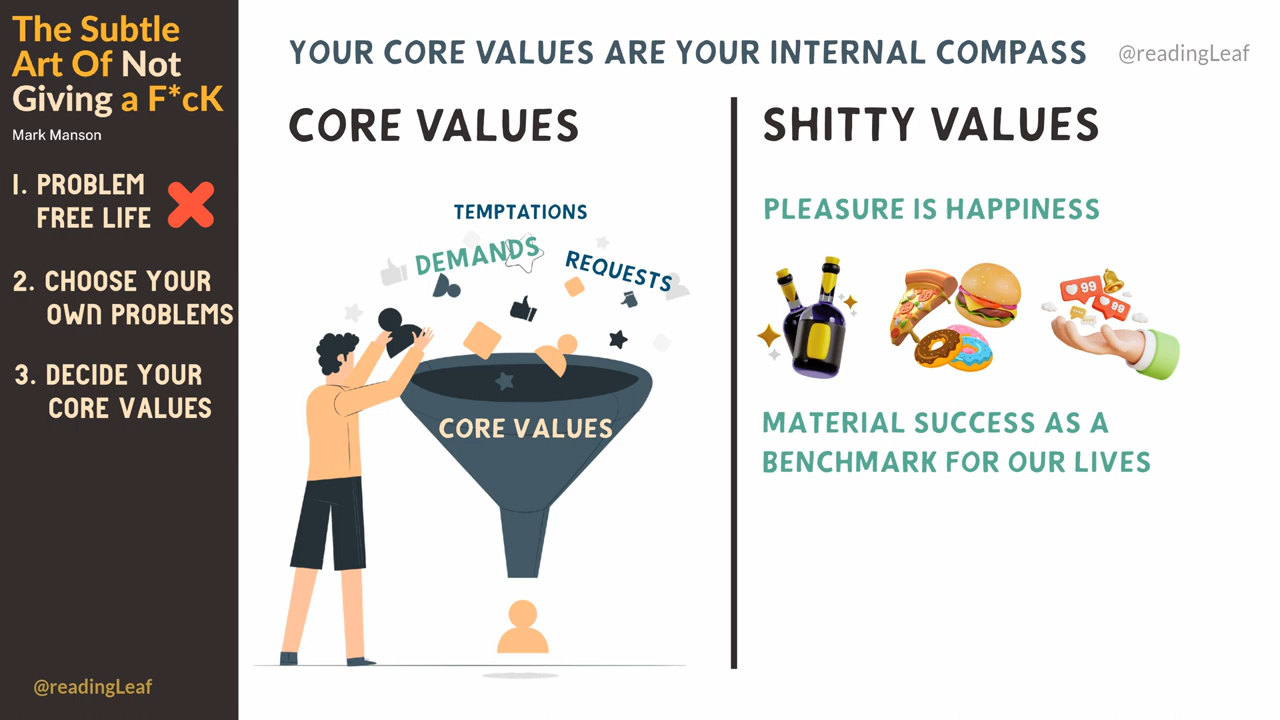 The Subtle
Art Of Not
Giving a F*cK
Mark Manson
1. PROBLEM
FREE LIFE
2. CHOOSE YOUR
OWN PROBLEMS
3. DECIDE YOUR
CORE VALUES
@readingLeaf
YOUR CORE VALUES ARE YOUR INTERNAL COMPASS
@readingLeaf
CORE VALUES
TEMPTATIONS
DEMANDS
REQUESTS
CORE VALUES
SHITTY VALUES
PLEASURE IS HAPPINESS
99
99
MATERIAL SUCCESS AS A
BENCHMARK FOR OUR LIVES